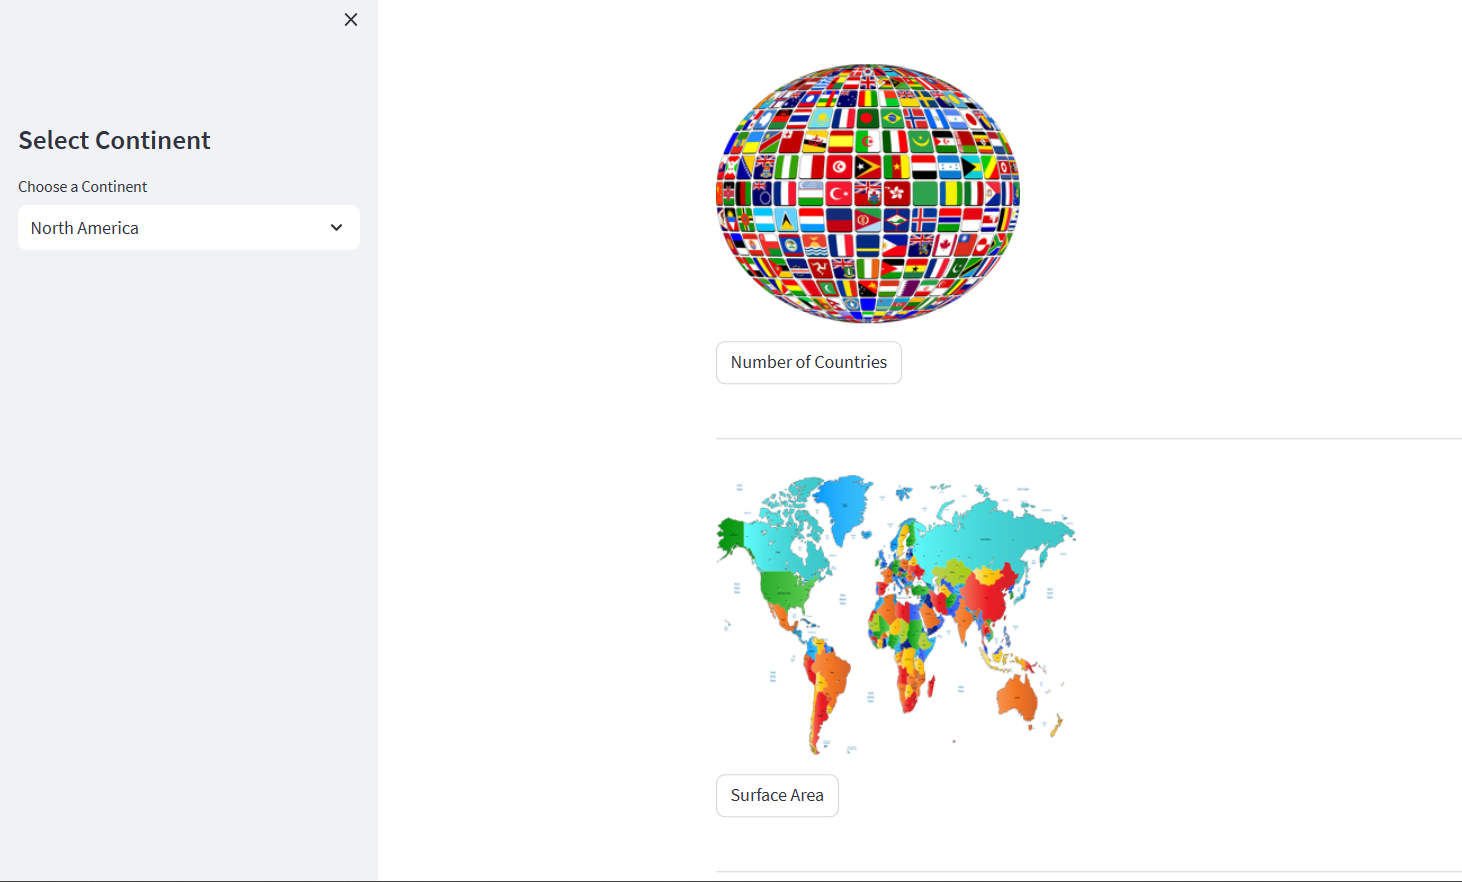 Select Continent
Choose a Continent
North America
Number of Countries
Surface Area